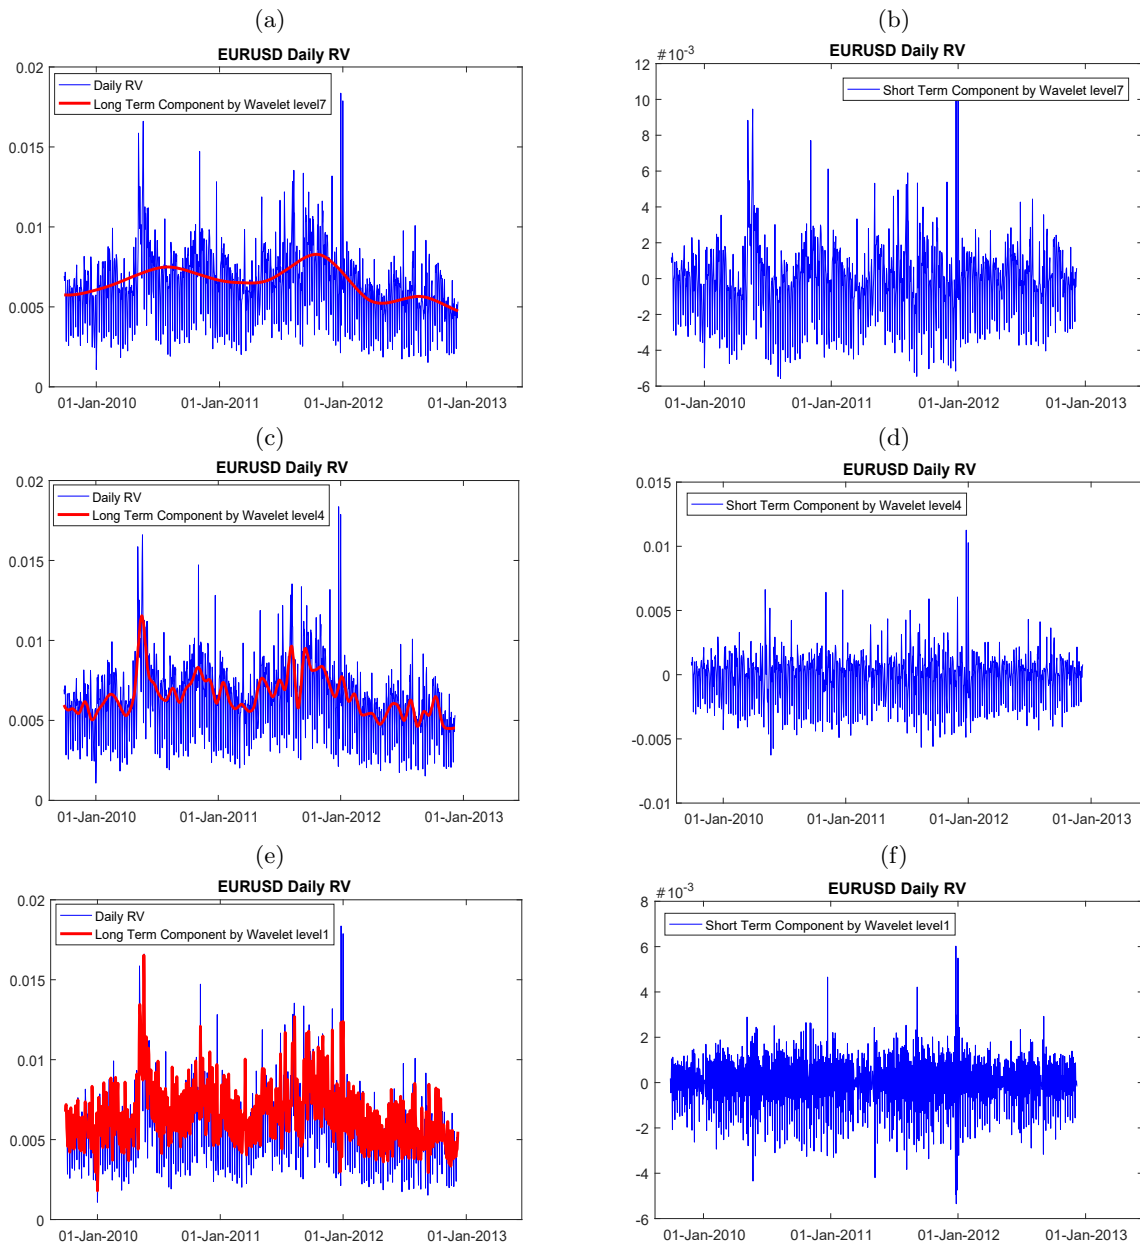 (a)
EURUSD Daily RV
0.02
0.015
0.01
0.005
0
Daily RV
Long Term Component by Wavelet level7
01-Jan-2010
01-Jan-2011
01-Jan-2012
01-Jan-2013
(b)
#10-3
EURUSD Daily RV
12
10
8
6
4
2
0
-2
-4
-6
Short Term Component by Wavelet level7
01-Jan-2010
01-Jan-2011
01-Jan-2012
01-Jan-2013
(c)
EURUSD Daily RV
0.02
0.015
0.01
0.005
0
Daily RV
Long Term Component by Wavelet level4
01-Jan-2010
01-Jan-2011
01-Jan-2012
01-Jan-2013
(d)
EURUSD Daily RV
0.015
0.01
0.005
0
-0.005
-0.01
Short Term Component by Wavelet level4
01-Jan-2010
01-Jan-2011
01-Jan-2012
01-Jan-2013
(e)
EURUSD Daily RV
0.02
0.015
0.01
0.005
0
Daily RV
Long Term Component by Wavelet level1
01-Jan-2010
01-Jan-2011
01-Jan-2012
01-Jan-2013
(f)
#10-3
EURUSD Daily RV
8
6
4
2
0
-2
-4
-6
Short Term Component by Wavelet level1
01-Jan-2010
01-Jan-2011
01-Jan-2012
01-Jan-2013